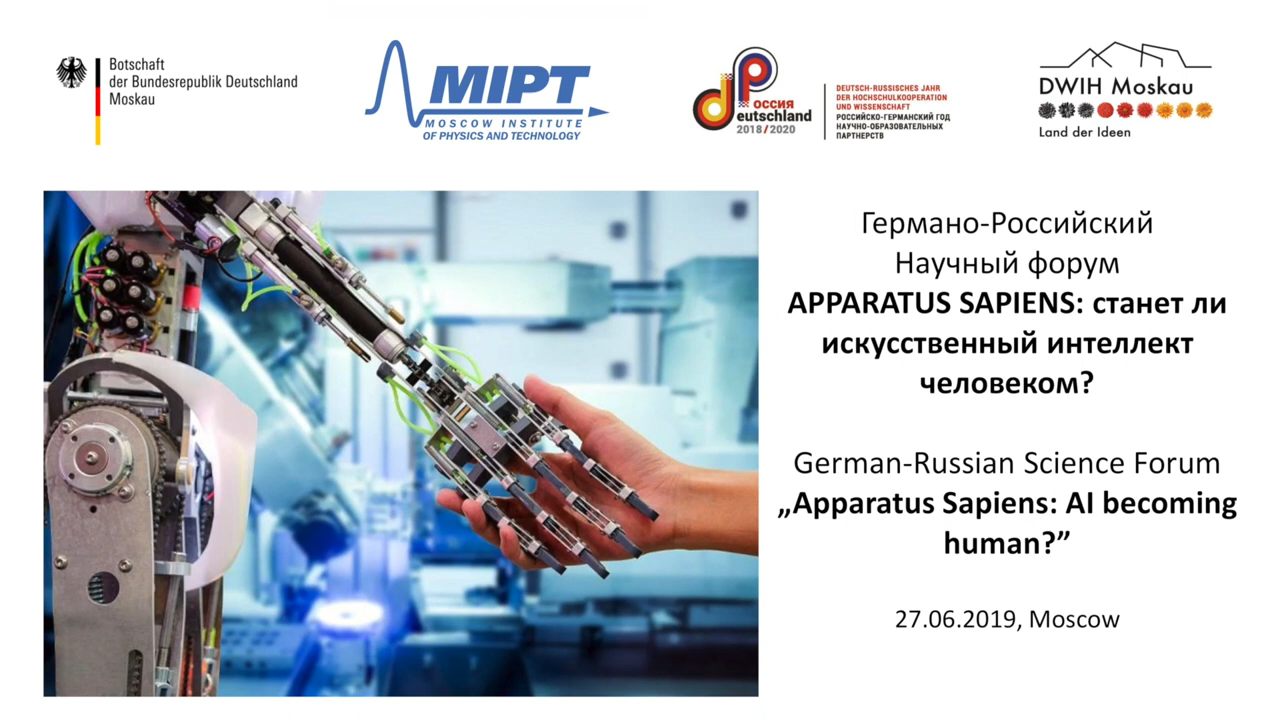 Botschaft
der Bundesrepublik Deutschland
Moskau
MIPT
MOSCOW INSTITUTE
OF PHYSICS AND TECHNOLOGY
оссия
eutschland
2018/2020
DEUTSCH-RUSSISCHES JAHR
DER HOCHSCHULKOOPERATION
UND WISSENSCHAFT
РОССИЙСКО-ГЕРМАНСКИЙ ГОД
НАУЧНО-ОБРАЗОВАТЕЛЬНЫХ
ПАРТНЕРСТВ
DWIH Moskau
Land der Ideen
Германо-Российский
Научный форум
APPARATUS SAPIENS: станет ли
искусственный интеллект
человеком?
German-Russian Science Forum
„Apparatus Sapiens: AI becoming
human?”
27.06.2019, Moscow